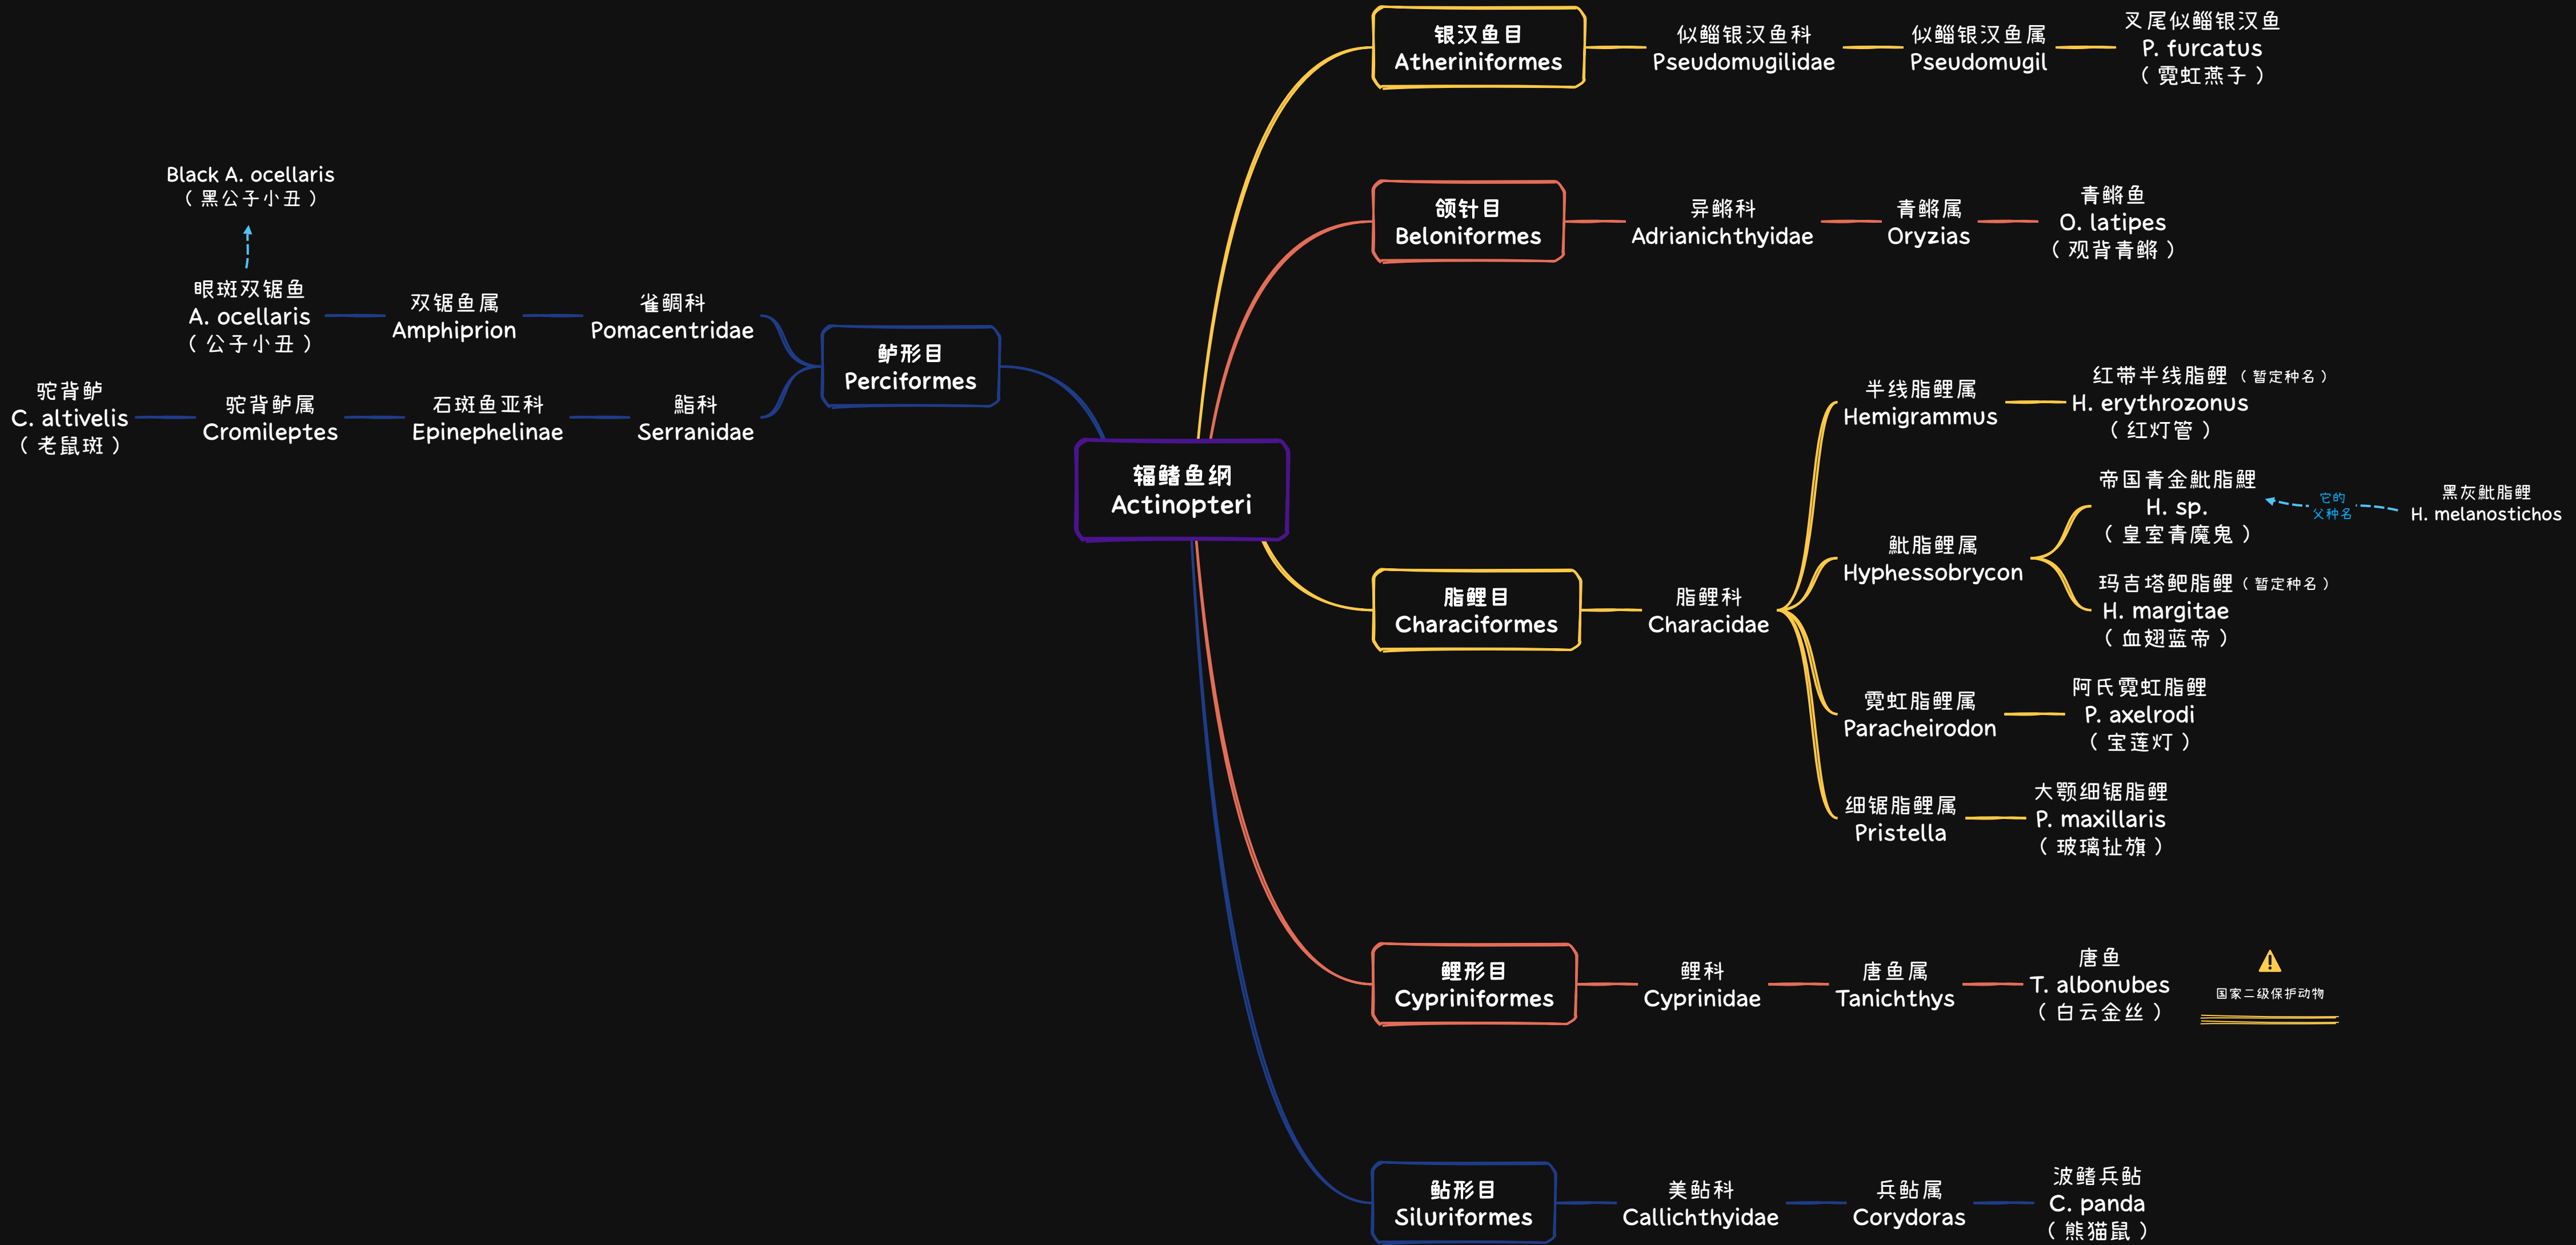 辐鳍鱼纲
Actinopteri
银汉鱼目
Atheriniformes
似鲻银汉鱼科
Pseudomugilidae
似鲻银汉鱼属
Pseudomugil
叉尾似鲻银汉鱼
P. furcatus
（霓虹燕子）
颌针目
Beloniformes
异鳉科
Adrianichthyidae
青鳉属
Oryzias
青鳉鱼
O. latipes
（观背青鳉）
脂鲤目
Characiformes
脂鲤科
Characidae
半线脂鲤属
Hemigrammus
红带半线脂鲤（暂定种名）
H. erythrozonus
（红灯管）
魮脂鲤属
Hyphessobrycon
帝国青金魮脂鲤
H. sp.
（皇室青魔鬼）
它的
父种名
黑灰魮脂鲤
H. melanostichos
玛吉塔䰾脂鲤（暂定种名）
H. margitae
（血翅蓝帝）
霓虹脂鲤属
Paracheirodon
阿氏霓虹脂鲤
P. axelrodi
（宝莲灯）
细锯脂鲤属
Pristella
大颚细锯脂鲤
P. maxillaris
（玻璃扯旗）
鲤形目
Cypriniformes
鲤科
Cyprinidae
唐鱼属
Tanichthys
唐鱼
T. albonubes
（白云金丝）
国家二级保护动物
鲇形目
Siluriformes
美鲇科
Callichthyidae
兵鲇属
Corydoras
波鳍兵鲇
C. panda
（熊猫鼠）
鲈形目
Perciformes
雀鲷科
Pomacentridae
双锯鱼属
Amphiprion
眼斑双锯鱼
A. ocellaris
（公子小丑）
Black A. ocellaris
（黑公子小丑）
鮨科
Serranidae
石斑鱼亚科
Epinephelinae
驼背鲈属
Cromileptes
驼背鲈
C. altivelis
（老鼠斑）